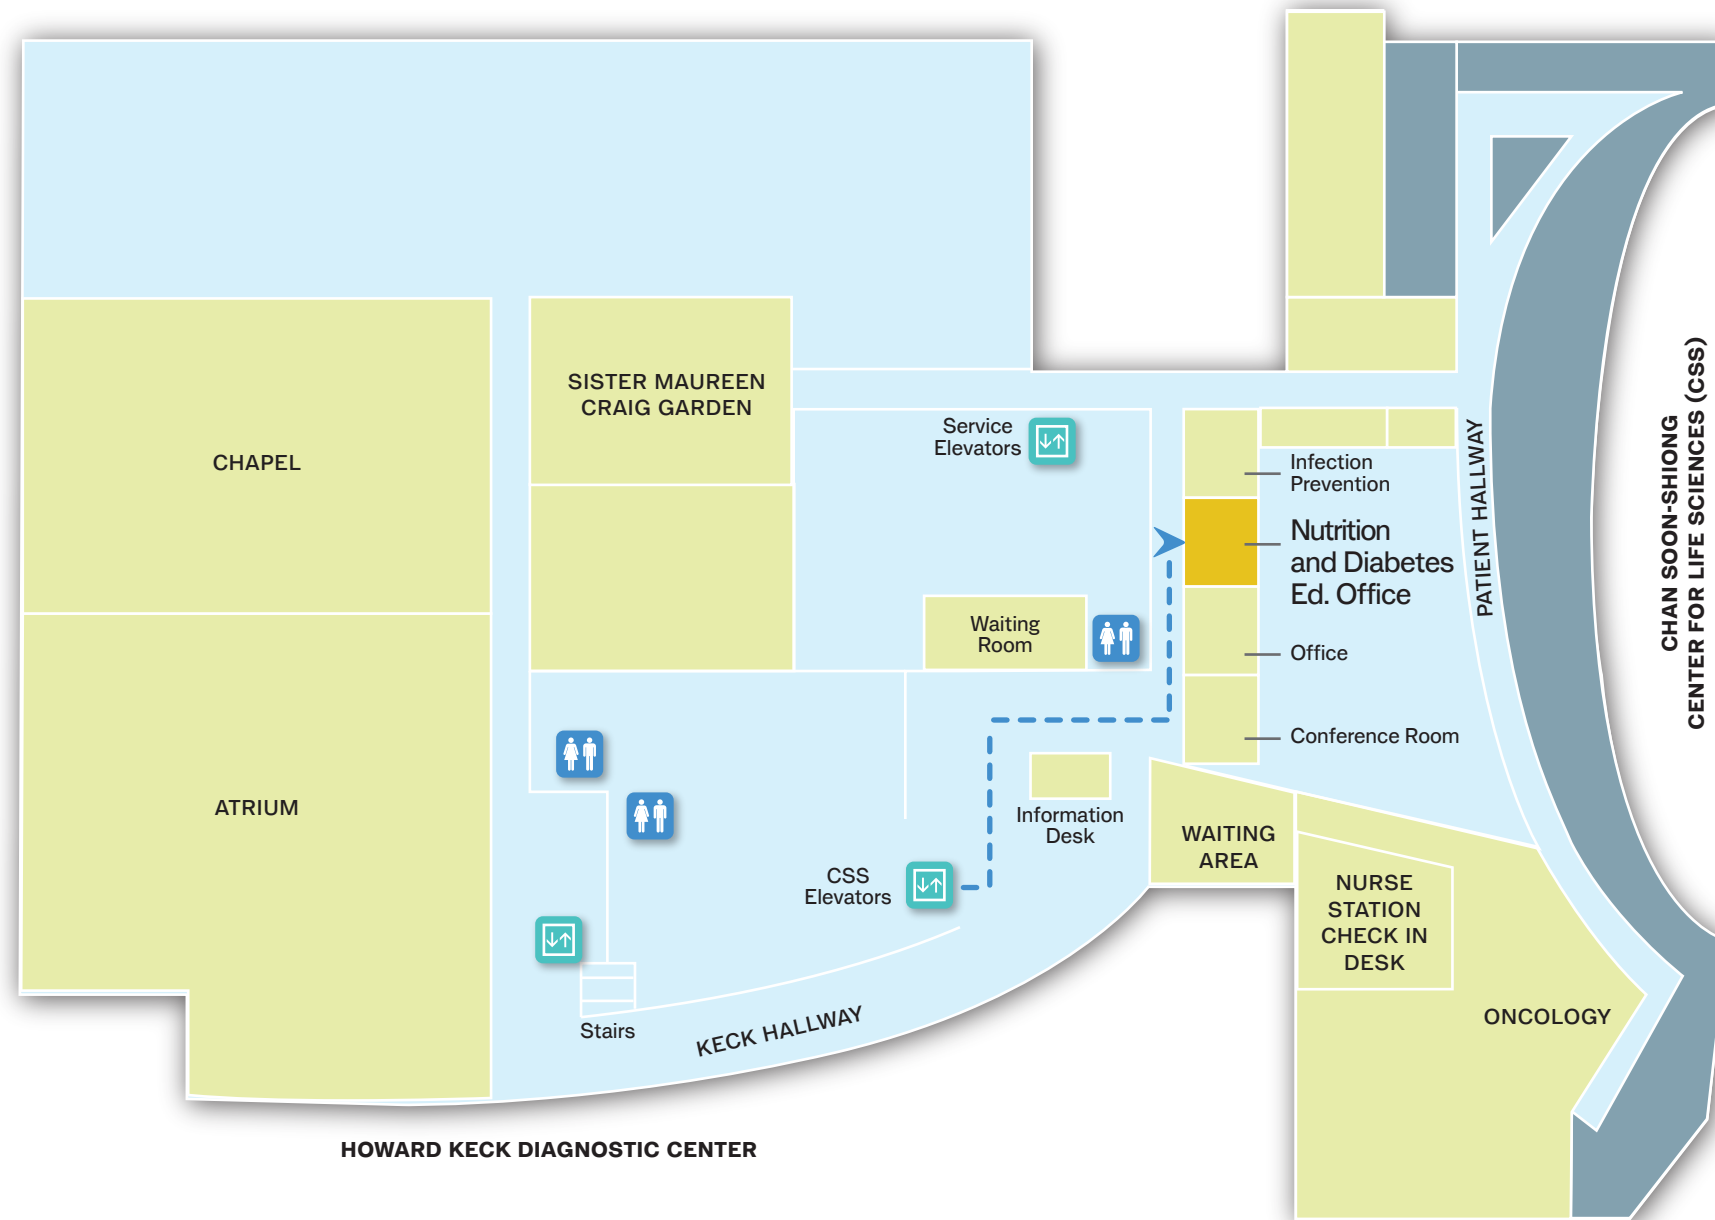 SISTER MAUREEN
CRAIG GARDEN
CHAPEL
Service
Elevators
Infection
Prevention
Nutrition
and Diabetes
Ed. Office
PATIENT HALLWAY
CHAN SOON-SHIONG
CENTER FOR LIFE SCIENCES (CSS)
Waiting
Room
Office
Conference Room
ATRIUM
Information
Desk
WAITING
AREA
CSS
Elevators
NURSE
STATION
CHECK IN
DESK
ONCOLOGY
Stairs
KECK HALLWAY
HOWARD KECK DIAGNOSTIC CENTER